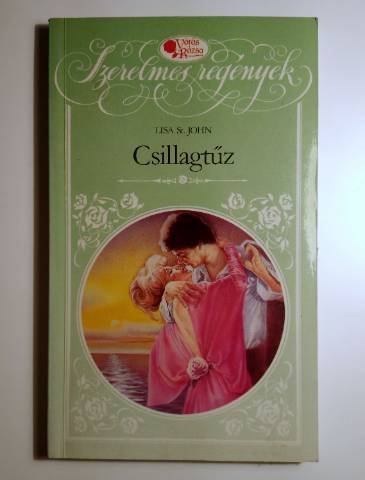 Vörös
Rózsa
Szerelmes regények
LISA St. JOHN
Csillagtűz